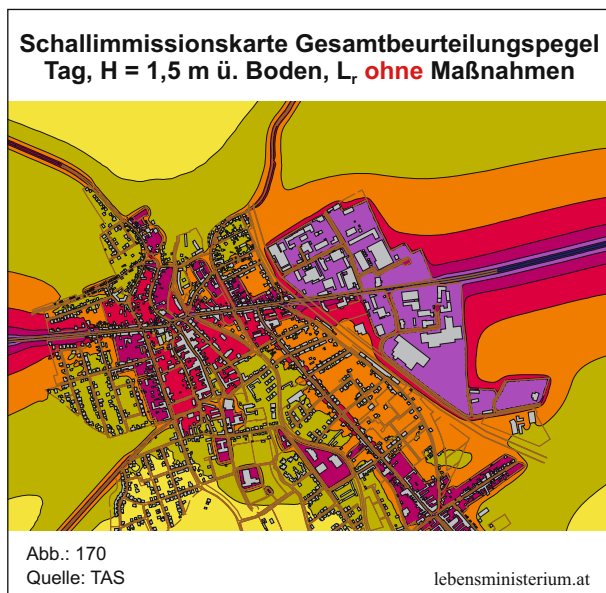 Schallimmissionskarte Gesamtbeurteilungspegel
Tag, H = 1,5 m ü. Boden, Lr ohne Maßnahmen
Abb.: 170
Quelle: TAS
lebensministerium.at